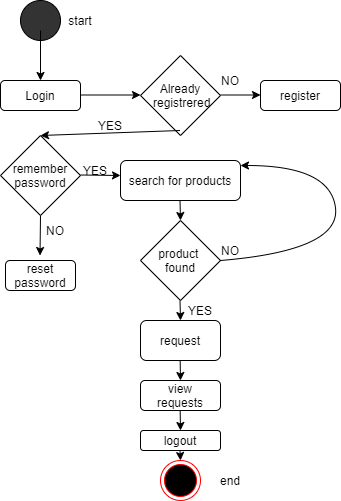 start
Login
Already
registrered
NO
register
YES
remember
password
YES
search for products
NO
reset
password
product
found
NO
YES
request
view
requests
logout
end